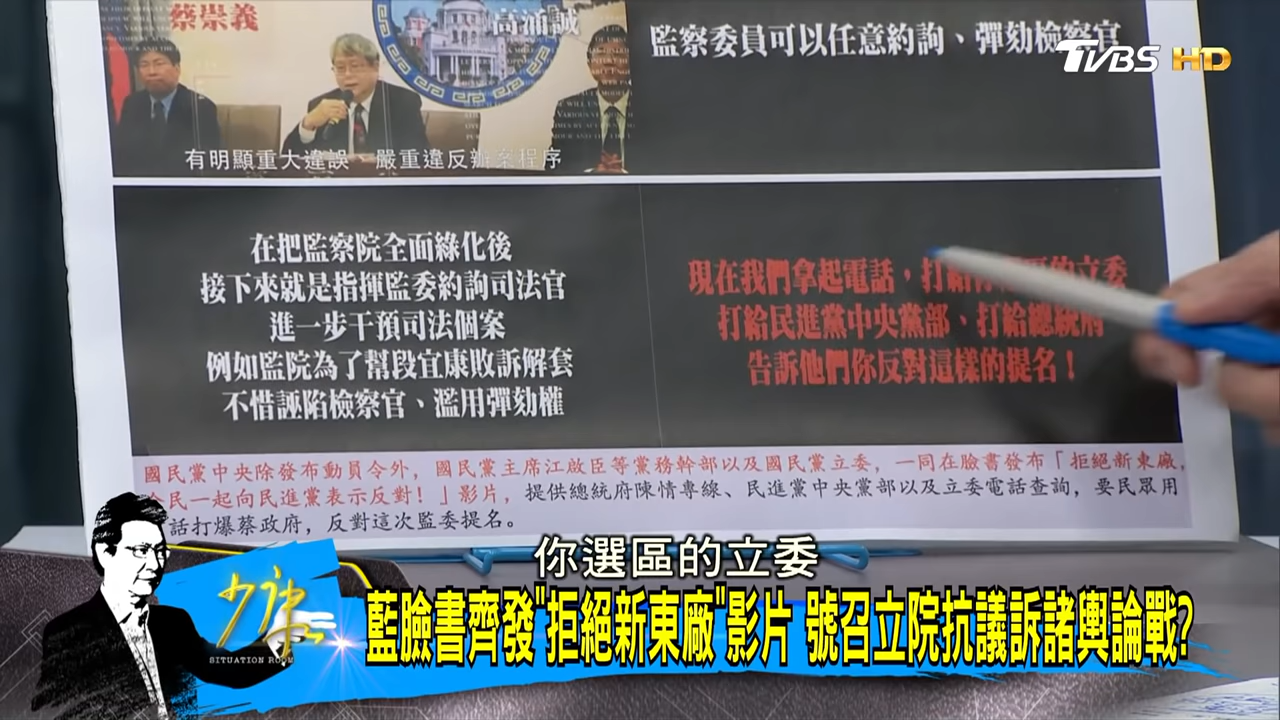 蔡崇義
高涌誠
監察委員可以任意約詢、彈劾檢察官
TVBS HD
有明顯重大違誤、嚴重違反辦案程序
在把監察院全面綠化後
接下來就是指揮監委約詢司法官
進一步干預司法個案
例如監院為了幫段宜康敗訴解套
不惜誣陷檢察官、濫用彈劾權
現在我們拿起電話，打給 的立委
打給民進黨中央黨部、打給總統府
告訴他們你反對這樣的提名！
國民黨中央除發布動員令外，國民黨主席江啟臣等黨務幹部以及國民黨立委，一同在臉書發布「拒絕新東廠，
民一起向民進黨表示反對！」影片，提供總統府陳情專線、民進黨中央黨部以及立委電話查詢，要民眾用
話打爆蔡政府，反對這次監委提名。
你選區的立委
少康
SITUATION ROOM
藍臉書齊發"拒絕新東廠"影片 號召立院抗議訴諸輿論戰?